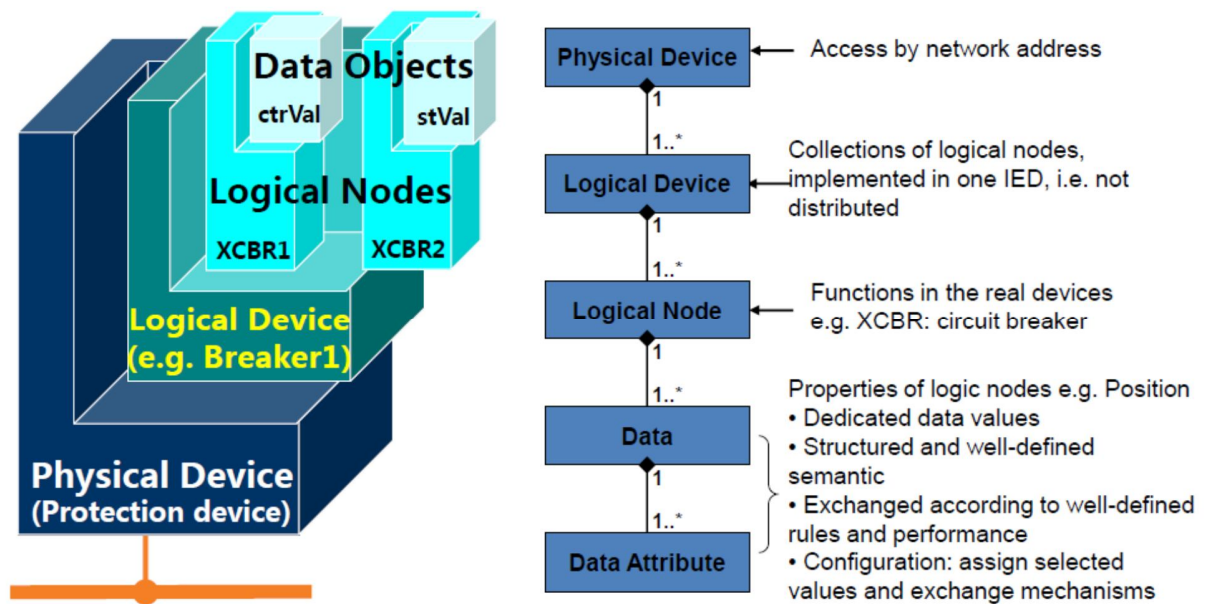 Data Objects
ctrVal
stVal
Logical Nodes
XCBR1
XCBR2
Logical Device
(e.g. Breaker1)
Physical Device
(Protection device)
Physical Device
Access by network address
1
1..*
Logical Device
Collections of logical nodes,
implemented in one IED, i.e. not
distributed
1
1..*
Logical Node
Functions in the real devices
e.g. XCBR: circuit breaker
1
1..*
Data
1
1..*
Data Attribute
Properties of logic nodes e.g. Position
• Dedicated data values
• Structured and well-defined
semantic
• Exchanged according to well-defined
rules and performance
• Configuration: assign selected
values and exchange mechanisms